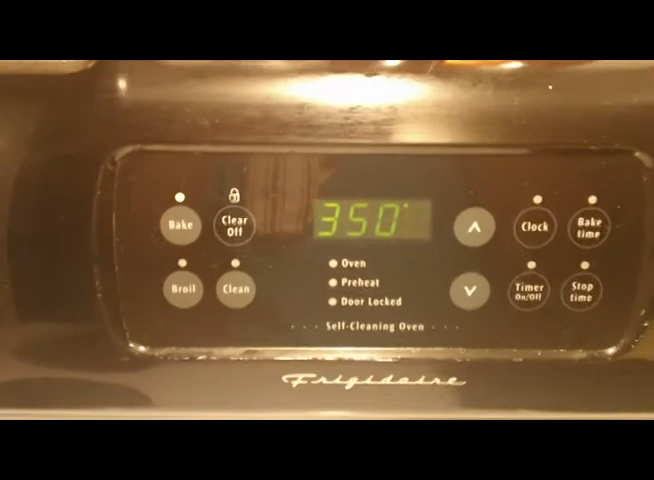 Bake
Clear Off
350°
Clock
Bake time
Oven
Preheat
Door Locked
Broil
Clean
Timer On/Off
Stop time
Self-Cleaning Oven
Frigidaire